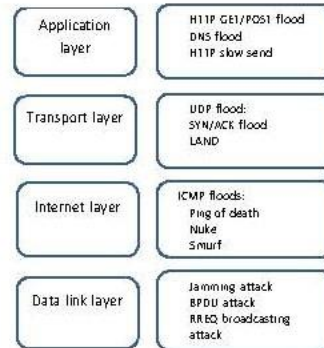 Application
layer
HTTP GET/POST flood
DNS flood
HTTP slow send
Transport layer
UDP flood:
SYN/ACK flood
LAND
Internet layer
ICMP floods:
Ping of death
Nuke
Smurf
Data link layer
Jamming attack
BPDU attack
RREQ broadcasting
attack